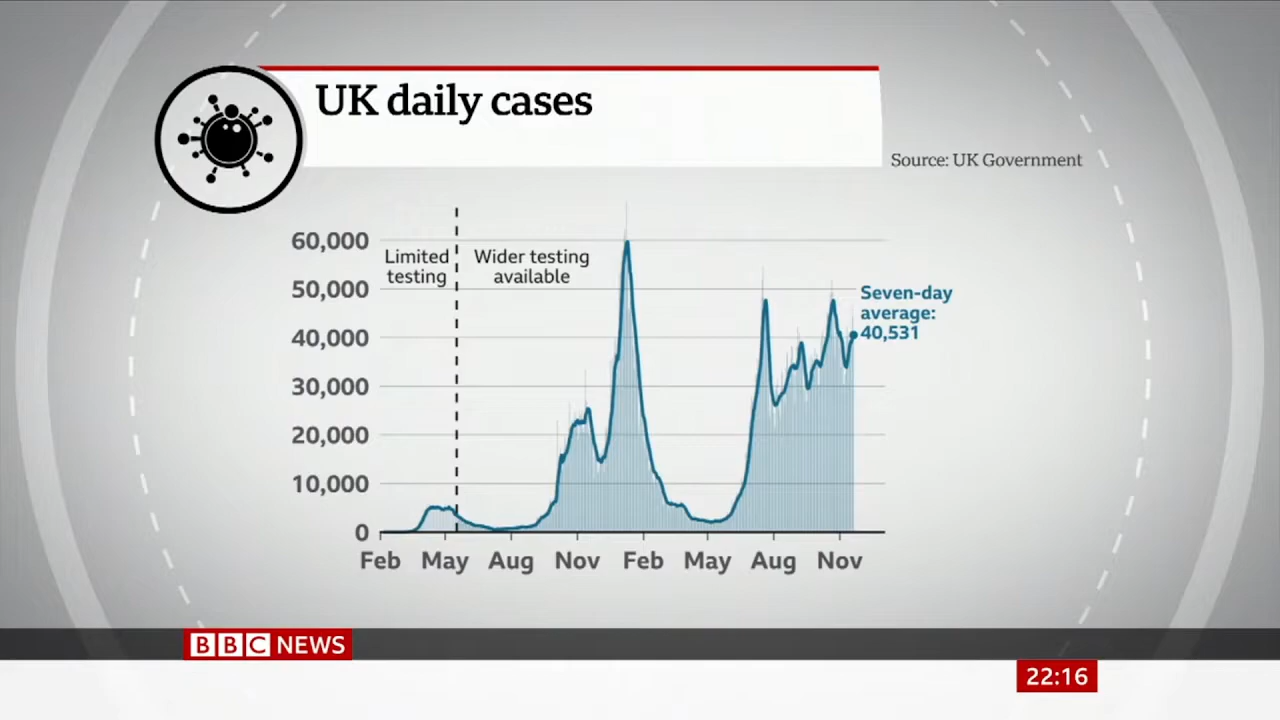 UK daily cases
Source: UK Government
60,000
50,000
40,000
30,000
20,000
10,000
0
Limited
testing
Wider testing
available
Seven-day
average:
40,531
Feb May Aug Nov Feb May Aug Nov
BBC NEWS
22:16